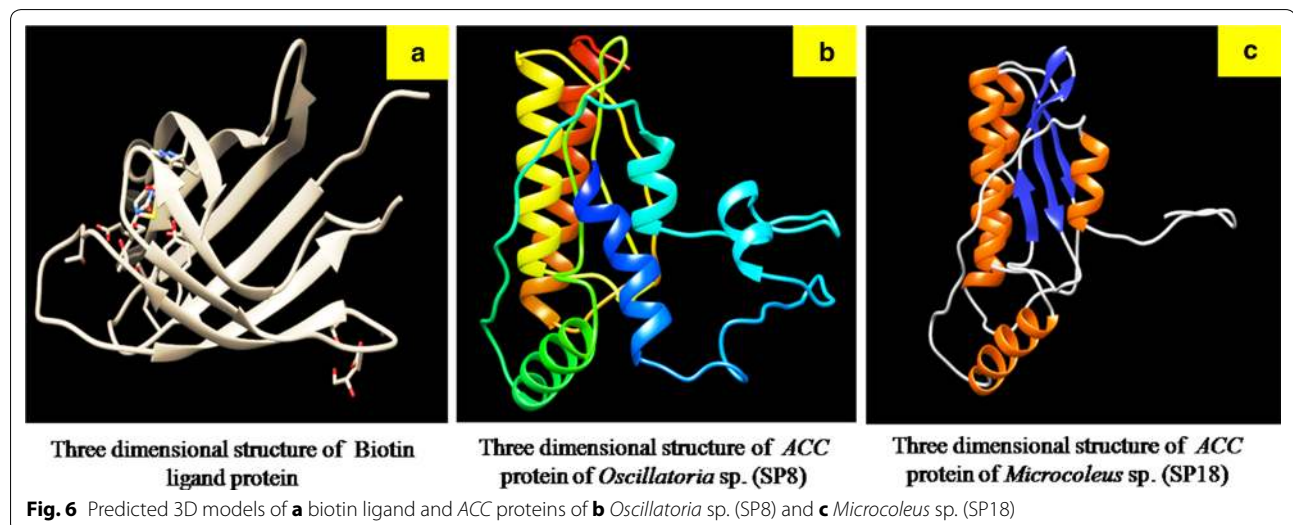 a
b
c
Three dimensional structure of Biotin
ligand protein
Three dimensional structure of ACC
protein of Oscillatoria sp. (SP8)
Three dimensional structure of ACC
protein of Microcoleus sp. (SP18)
Fig. 6 Predicted 3D models of a biotin ligand and ACC proteins of b Oscillatoria sp. (SP8) and c Microcoleus sp. (SP18)